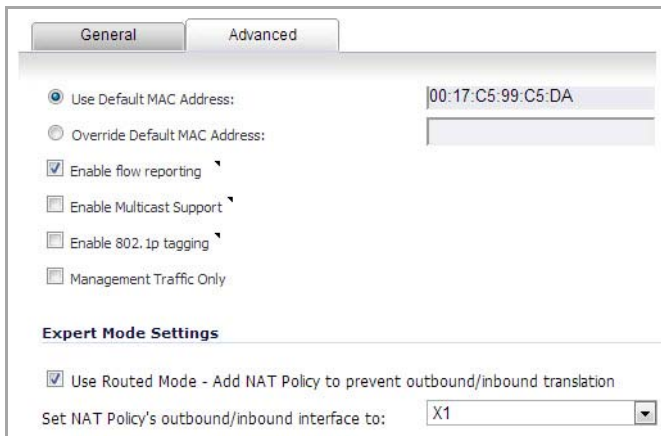 General Advanced
Use Default MAC Address: 00:17:C5:99:C5:DA
Override Default MAC Address:
Enable flow reporting
Enable Multicast Support
Enable 802.1p tagging
Management Traffic Only
Expert Mode Settings
Use Routed Mode - Add NAT Policy to prevent outbound/inbound translation
Set NAT Policy's outbound/inbound interface to: X1